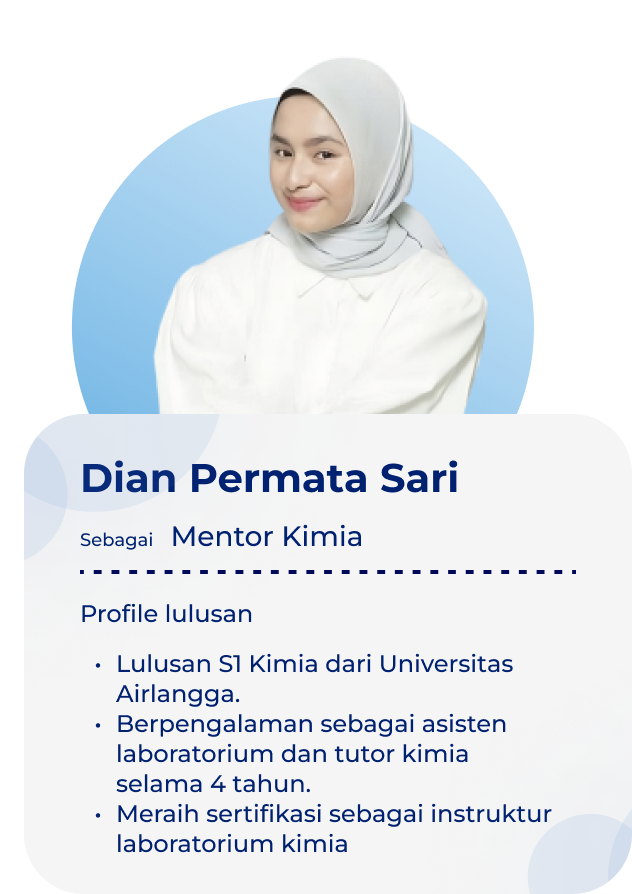 Dian Permata Sari
Sebagai Mentor Kimia
Profile lulusan
• Lulusan S1 Kimia dari Universitas
Airlangga.
• Berpengalaman sebagai asisten
laboratorium dan tutor kimia
selama 4 tahun.
• Meraih sertifikasi sebagai instruktur
laboratorium kimia